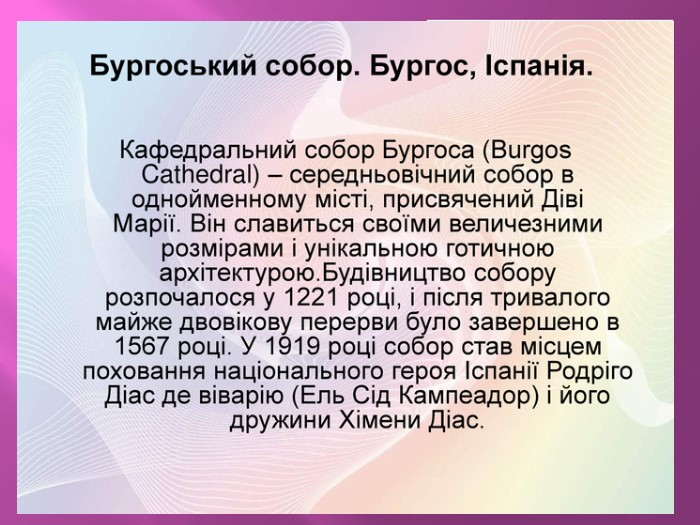 Бургоський собор. Бургос, Іспанія.
Кафедральний собор Бургоса (Burgos
Cathedral) – середньовічний собор в
однойменному місті, присвячений Діві
Марії. Він славиться своїми величезними
розмірами і унікальною готичною
архітектурою.Будівництво собору
розпочалося у 1221 році, і після тривалого
майже двовікову перерви було завершено в
1567 році. У 1919 році собор став місцем
поховання національного героя Іспанії Родріго
Діас де віварію (Ель Сід Кампеадор) і його
дружини Хімени Діас.